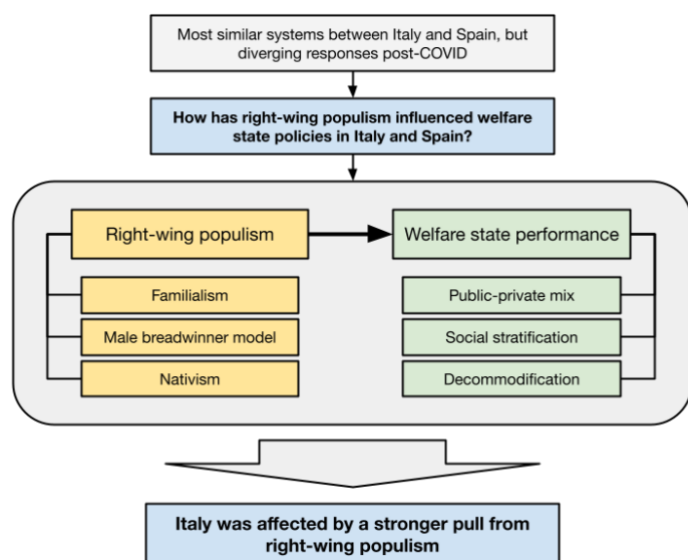 Most similar systems between Italy and Spain, but
diverging responses post-COVID
How has right-wing populism influenced welfare
state policies in Italy and Spain?
Right-wing populism
Welfare state performance
Familialism
Public-private mix
Male breadwinner model
Social stratification
Nativism
Decommodification
Italy was affected by a stronger pull from
right-wing populism